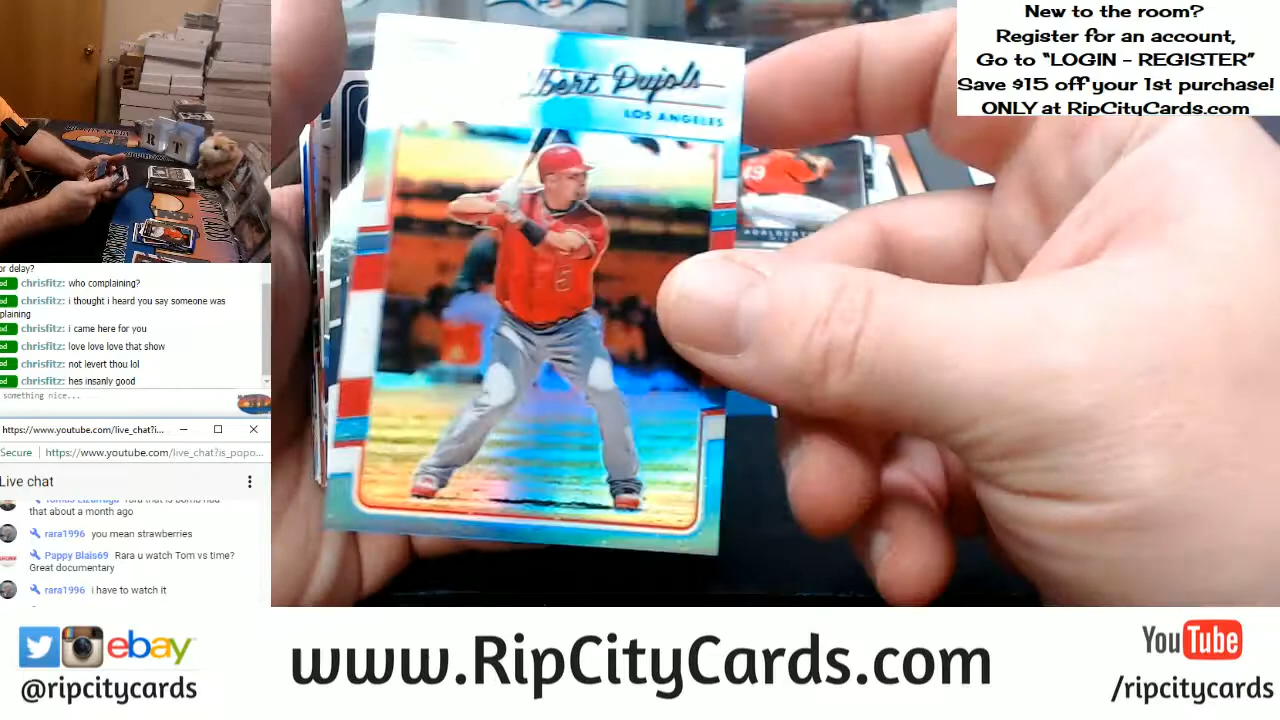 New to the room?
Register for an account,
Go to “LOGIN - REGISTER”
Save $15 off your 1st purchase!
ONLY at RipCityCards.com
lbert Pujols
LOS ANGELES
5
49
ADALBERTO
R T
or delay?
chrisfitz: who complaining?
chrisfitz: i thought i heard you say someone was
plaining
chrisfitz: i came here for you
chrisfitz: love love love that show
chrisfitz: not levert thou lol
chrisfitz: hes insanly good
something nice...
https://www.youtube.com/live_chat?i...
Secure https://www.youtube.com/live_chat?is_popo...
Live chat
that about a month ago
rara1996 you mean strawberries
Pappy Blais69 Rara u watch Tom vs time?
Great documentary
rara1996 i have to watch it
ebay
@ripcitycards
www.RipCityCards.com
YouTube
/ripcitycards